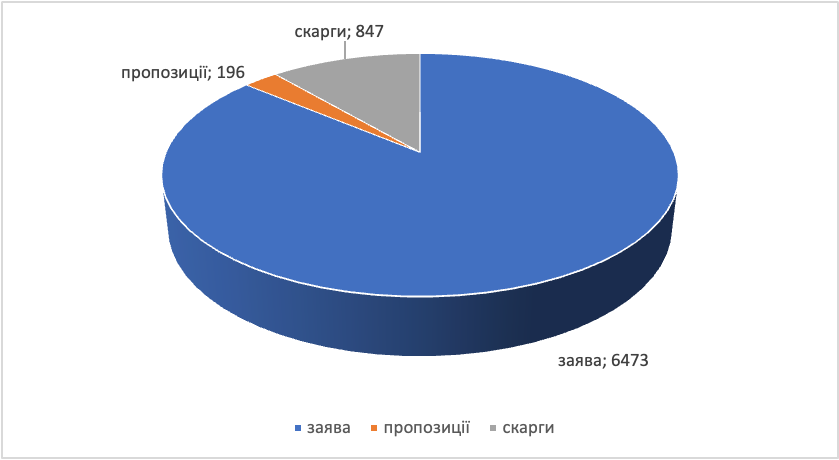 скарги; 847
пропозиції; 196
заява; 6473
заява пропозиції скарги